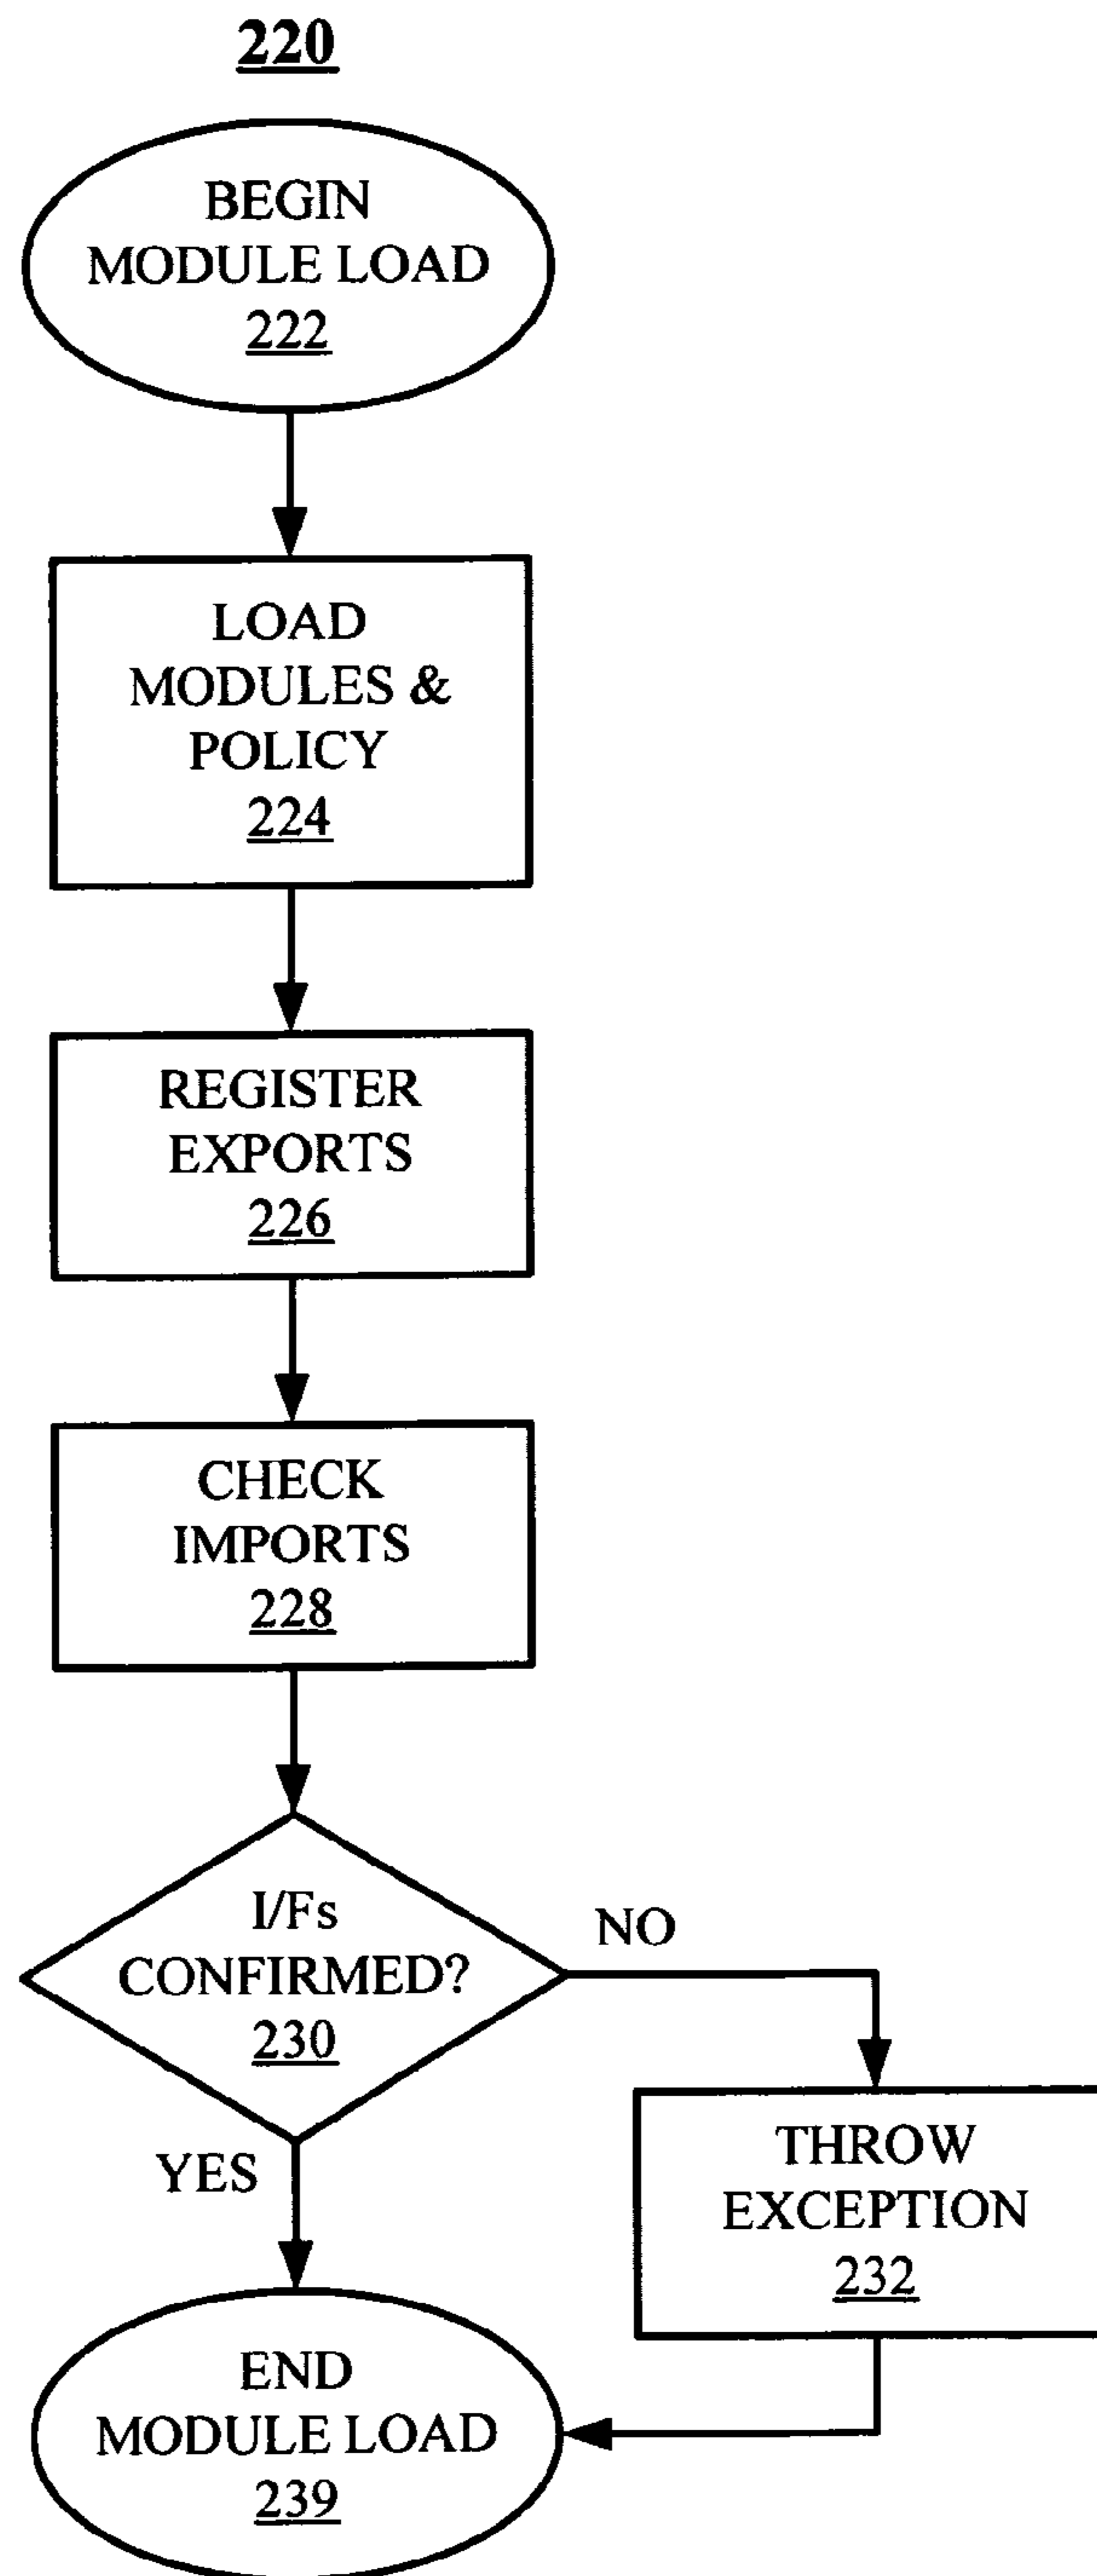 220
BEGIN
MODULE LOAD
222
LOAD
MODULES &
POLICY
224
REGISTER
EXPORTS
226
CHECK
IMPORTS
228
I/Fs
CONFIRMED?
230
NO
YES
THROW
EXCEPTION
232
END
MODULE LOAD
239